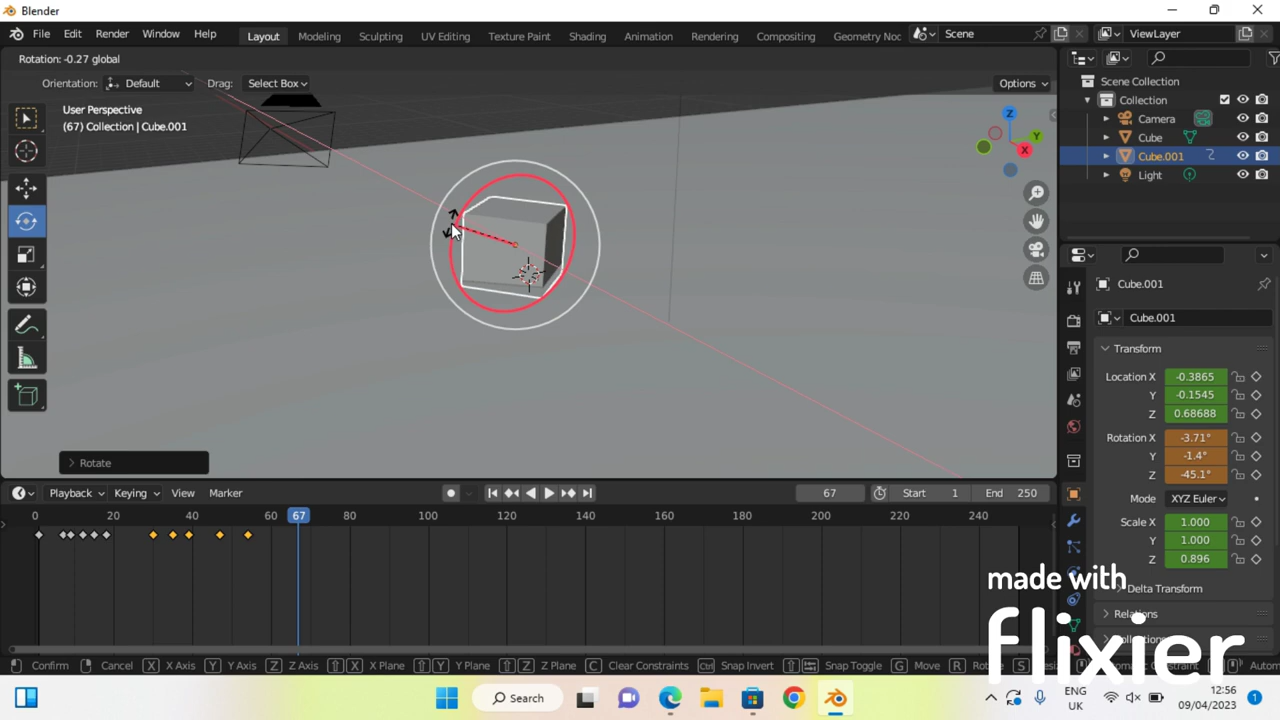 Blender
File Edit Render Window Help Layout Modeling Sculpting UV Editing Texture Paint Shading Animation Rendering Compositing Geometry Noc Scene ViewLayer
Rotation: -0.27 global
Orientation: Default Drag: Select Box Options
User Perspective
(67) Collection | Cube.001
Z
Y
X
Scene Collection
Collection
Camera
Cube
Cube.001
Light
Cube.001
Cube.001
Transform
Location X -0.3865
Y -0.1545
Z 0.68688
Rotation X -3.71°
Y -1.4°
Z -45.1°
Mode XYZ Euler
Scale X 1.000
Y 1.000
Z 0.896
Delta Transform
Relations
Rotate
Playback Keying View Marker 67 Start 1 End 250
0 20 40 60 67 80 100 120 140 160 180 200 220 240
made with
flixier
Confirm Cancel X X Axis Y Y Axis Z Z Axis X X Plane Y Y Plane Z Z Plane C Clear Constraints Ctrl Snap Invert Snap Toggle G Move R S
Search
ENG
UK
12:56
09/04/2023
1